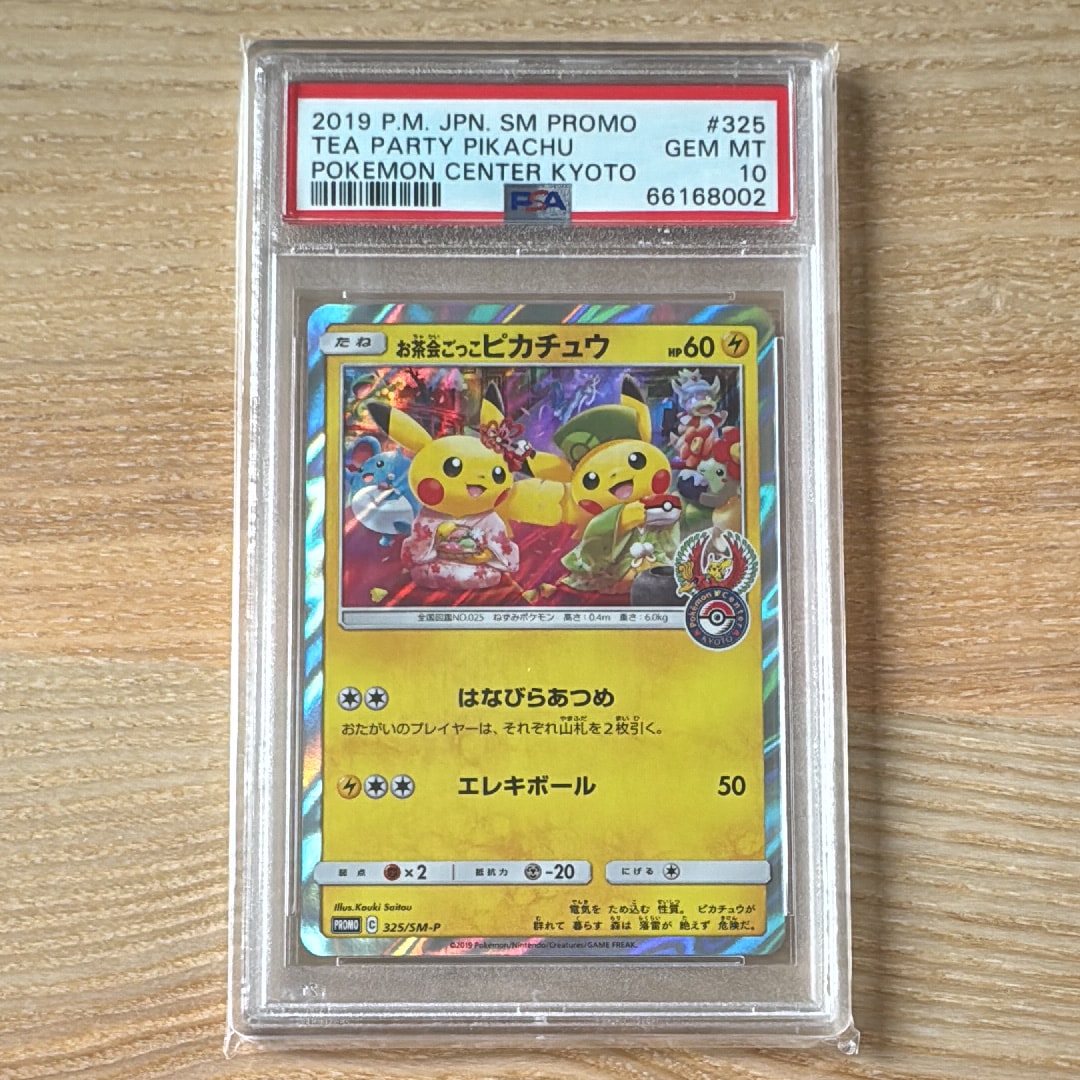 2019 P.M. JPN. SM PROMO #325
TEA PARTY PIKACHU GEM MT
POKEMON CENTER KYOTO 10
PSA 66168002
たね お茶会ごっこピカチュウ HP60
全国図鑑NO.025 ねずみポケモン 高さ:0.4m 重さ:6.0kg
Pokémon Center
KYOTO
はなびらあつめ
おたがいのプレイヤーは、それぞれ山札を2枚引く。
エレキボール 50
弱点 ×2 抵抗力 -20 にげる
Illus.Kouki Saitou
電気を ため込む 性質。 ピカチュウが
群れて 暮らす 森は 落雷が 絶えず 危険だ。
PROMO C 325/SM-P
©2019 Pokémon/Nintendo/Creatures/GAME FREAK.